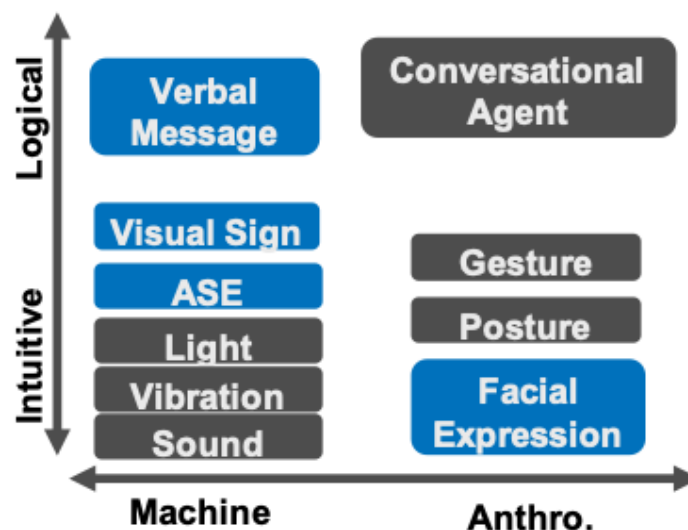 Logical
Intuitive
Verbal
Message
Conversational
Agent
Visual Sign
ASE
Light
Vibration
Sound
Gesture
Posture
Facial
Expression
Machine
Anthro.